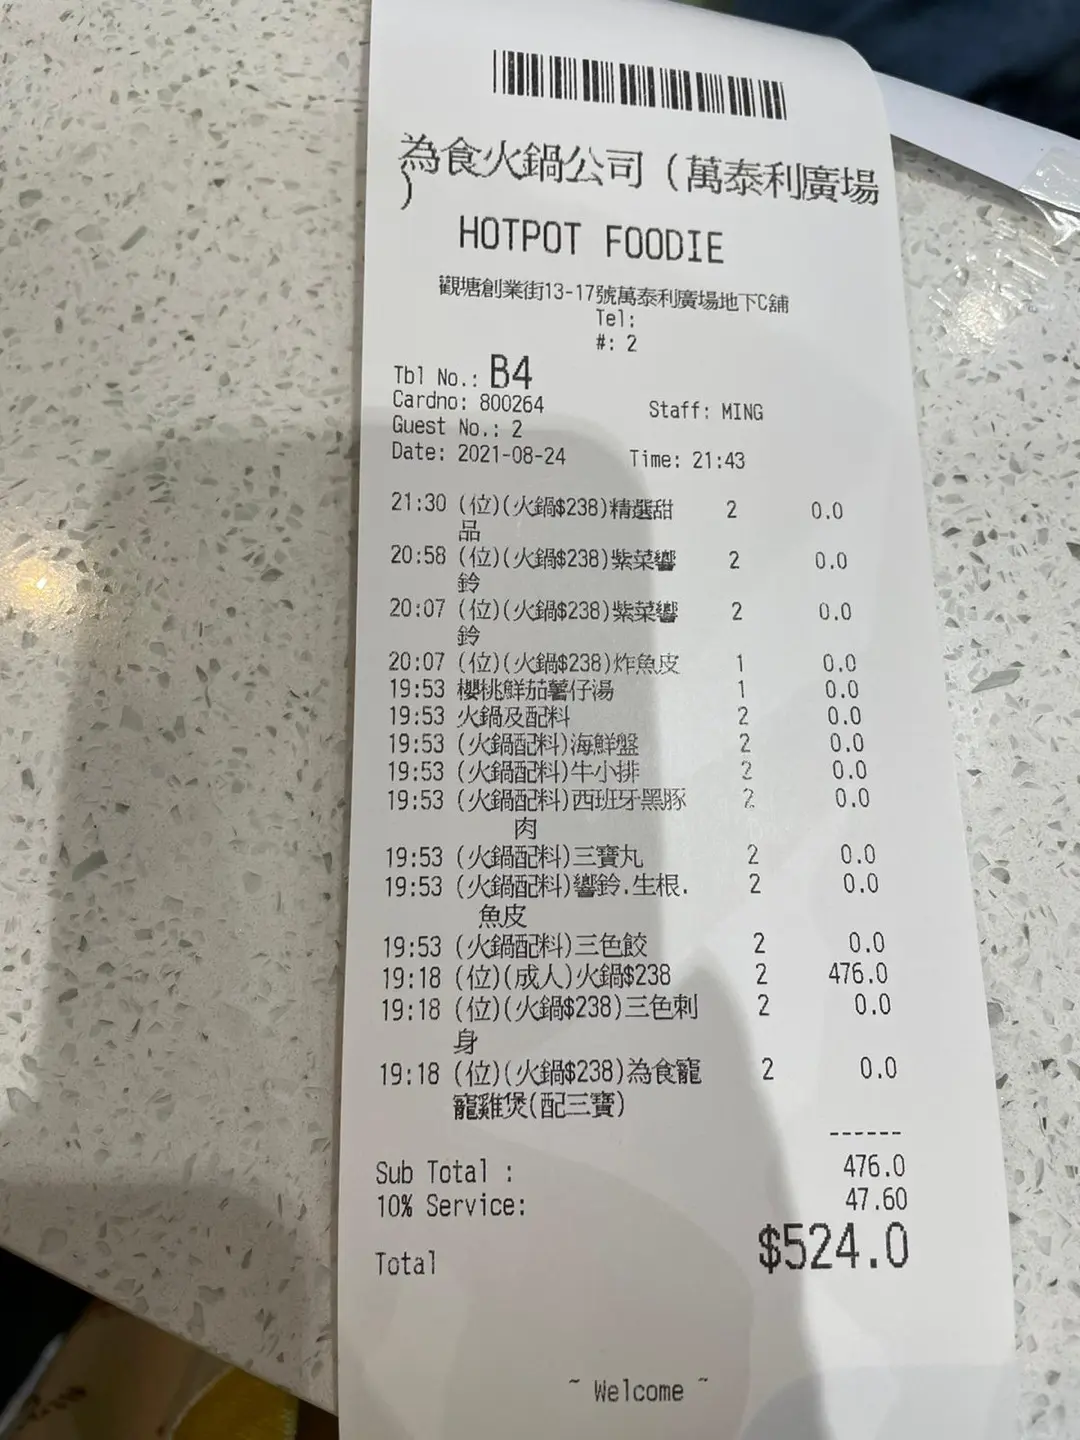 為食火鍋公司(萬泰利廣場
)
HOTPOT FOODIE
觀塘創業街13-17號萬泰利廣場地下C舖
Tel:
#: 2
Tbl No.: B4
Cardno: 800264 Staff: MING
Guest No.: 2
Date: 2021-08-24 Time: 21:43
21:30 (位)(火鍋$238)精選甜 2 0.0
品
20:58 (位)(火鍋$238)紫菜響 2 0.0
鈴
20:07 (位)(火鍋$238)紫菜響 2 0.0
鈴
20:07 (位)(火鍋$238)炸魚皮 1 0.0
19:53 櫻桃鮮茄薯仔湯 1 0.0
19:53 火鍋及配料 2 0.0
19:53 (火鍋配料)海鮮盤 2 0.0
19:53 (火鍋配料)牛小排 2 0.0
19:53 (火鍋配料)西班牙黑豚 2 0.0
肉
19:53 (火鍋配料)三寶丸 2 0.0
19:53 (火鍋配料)響鈴.生根. 2 0.0
魚皮
19:53 (火鍋配料)三色餃 2 0.0
19:18 (位)(成人)火鍋$238 2 476.0
19:18 (位)(火鍋$238)三色刺 2 0.0
身
19:18 (位)(火鍋$238)為食寵 2 0.0
寵雞煲(配三寶)
------
Sub Total : 476.0
10% Service: 47.60
Total $524.0
~ Welcome ~